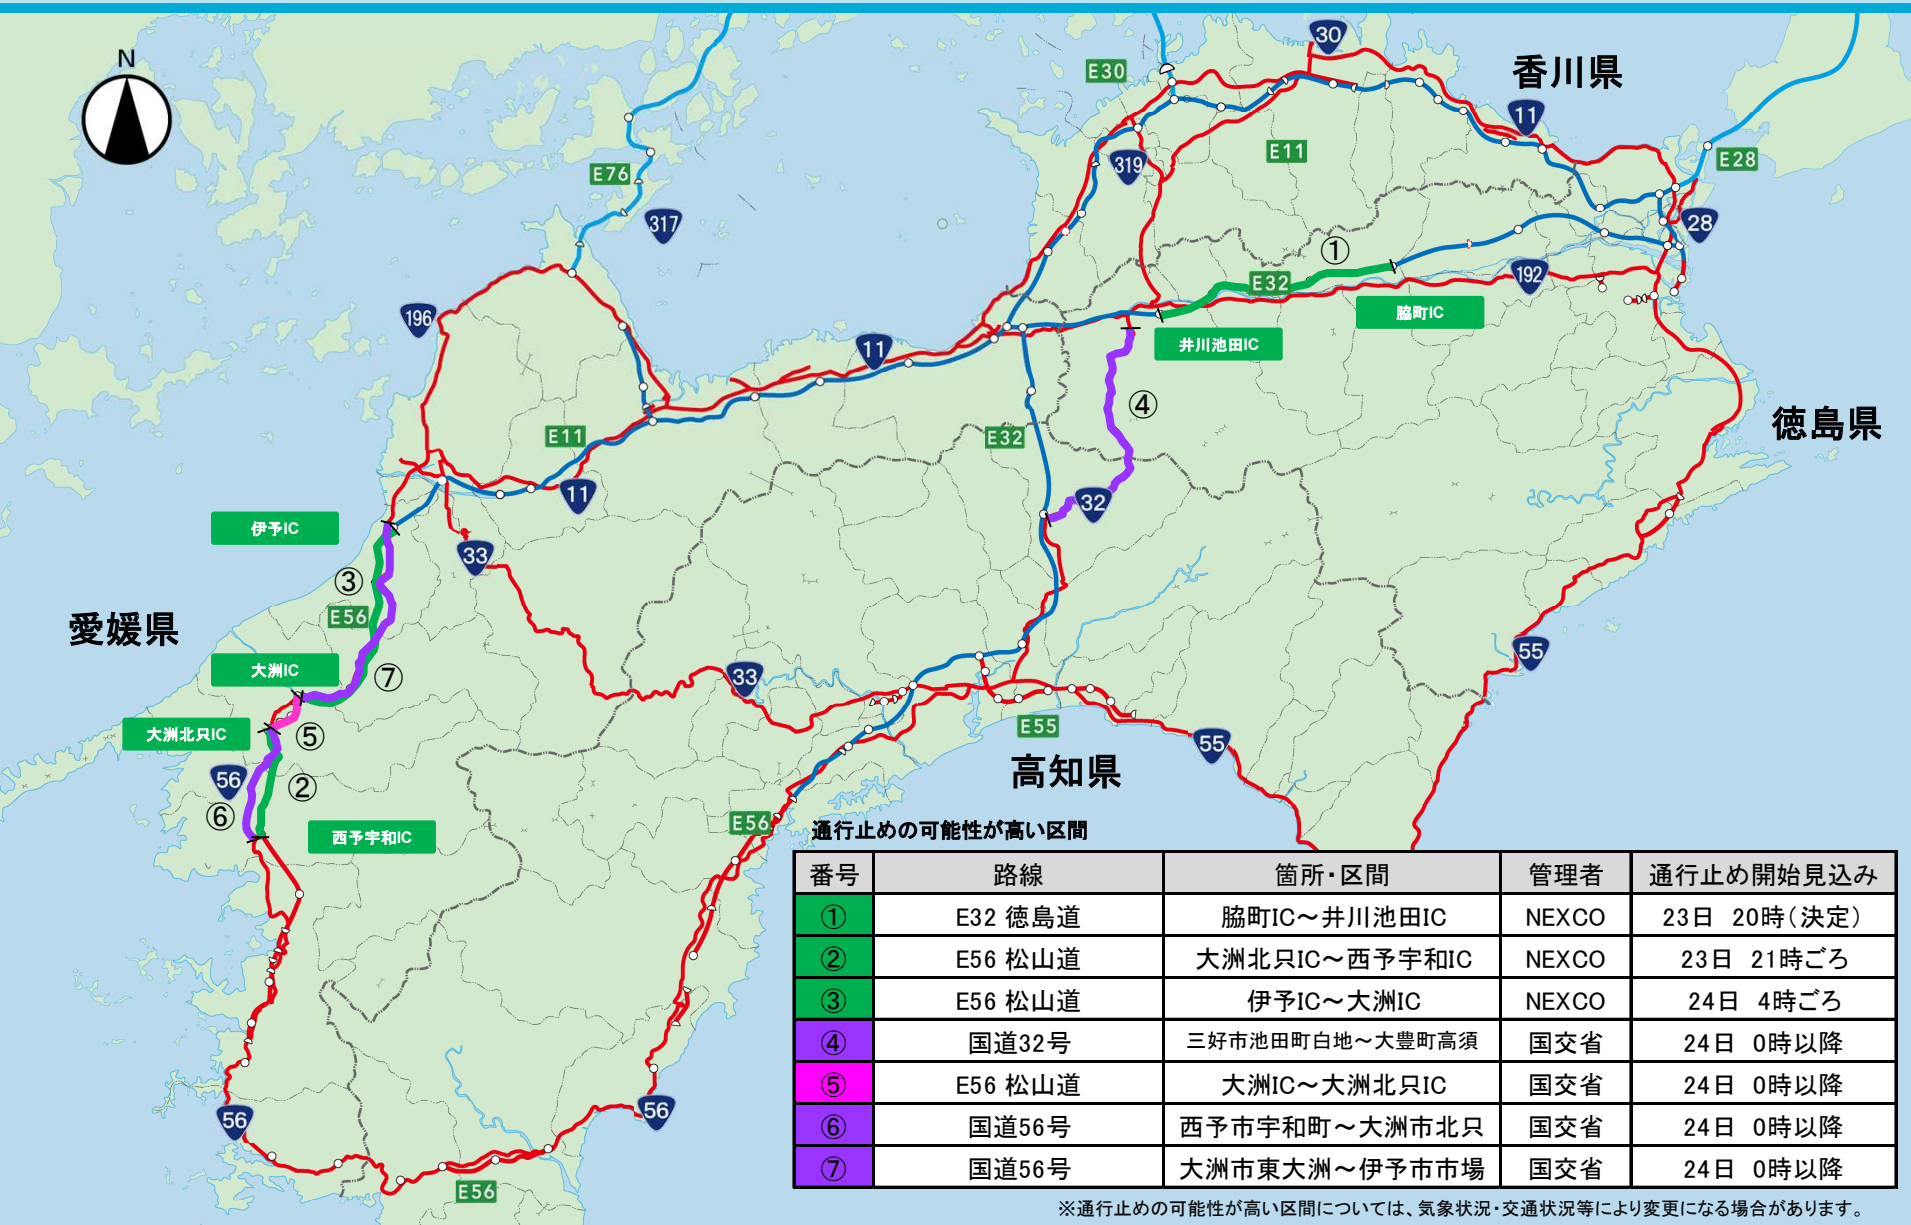 N
香川県
徳島県
愛媛県
高知県
30
E30
11
E11
319
E28
28
E76
317
196
①
E32
192
脇町IC
井川池田IC
11
④
E32
E11
11
32
伊予IC
33
③
E56
大洲IC
⑦
33
55
大洲北只IC
⑤
E55
55
56
②
⑥
西予宇和IC
E56
56
56
E56
通行止めの可能性が高い区間
番号 路線 箇所・区間 管理者 通行止め開始見込み
① E32 徳島道 脇町IC～井川池田IC NEXCO 23日 20時(決定)
② E56 松山道 大洲北只IC～西予宇和IC NEXCO 23日 21時ごろ
③ E56 松山道 伊予IC～大洲IC NEXCO 24日 4時ごろ
④ 国道32号 三好市池田町白地～大豊町高須 国交省 24日 0時以降
⑤ E56 松山道 大洲IC～大洲北只IC 国交省 24日 0時以降
⑥ 国道56号 西予市宇和町～大洲市北只 国交省 24日 0時以降
⑦ 国道56号 大洲市東大洲～伊予市市場 国交省 24日 0時以降
※通行止めの可能性が高い区間については、気象状況・交通状況等により変更になる場合があります。